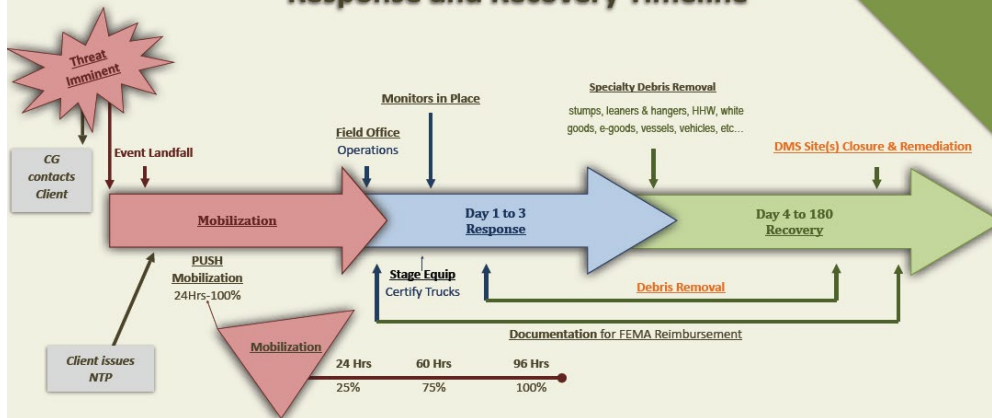 Response and Recovery Timeline
Threat
Imminent
CG
contacts
Client
Event Landfall
Monitors in Place
Field Office
Operations
Specialty Debris Removal
stumps, leaners & hangers, HHW, white
goods, e-goods, vessels, vehicles, etc...
DMS Site(s) Closure & Remediation
Mobilization
Day 1 to 3
Response
Day 4 to 180
Recovery
PUSH
Mobilization
24Hrs-100%
Stage Equip
Certify Trucks
Debris Removal
Documentation for FEMA Reimbursement
Client issues
NTP
Mobilization
24 Hrs 60 Hrs 96 Hrs
25% 75% 100%